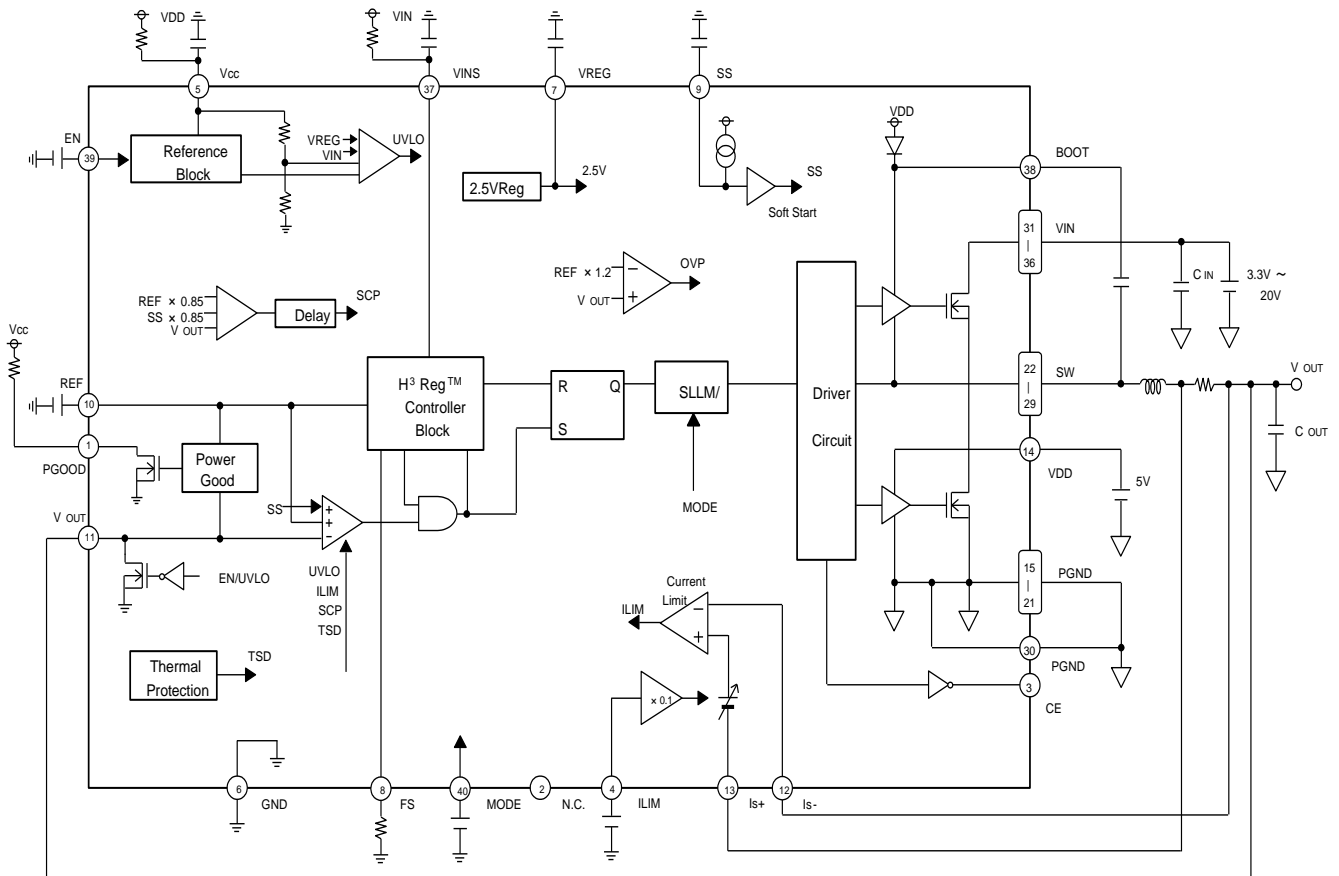 VDD
VIN
Vcc
VINS
VREG
SS
5
37
7
9
EN
39
Reference
Block
VREG
VIN
UVLO
2.5VReg
2.5V
SS
Soft Start
VDD
BOOT
38
31
|
36
VIN
C IN
3.3V ~
20V
REF × 1.2
V OUT
−
+
OVP
REF × 0.85
SS × 0.85
V OUT
Delay
SCP
Vcc
REF
10
H³ Reg™
Controller
Block
R
Q
S
SLLM/
MODE
Driver
Circuit
22
|
29
SW
V OUT
C OUT
1
PGOOD
Power
Good
14
VDD
5V
SS
+
+
−
V OUT
11
EN/UVLO
UVLO
ILIM
SCP
TSD
15
|
21
PGND
Current
Limit
ILIM
−
+
30
PGND
Thermal
Protection
TSD
× 0.1
3
CE
6
GND
8
FS
40
MODE
2
N.C.
4
ILIM
13
Is+
12
Is-